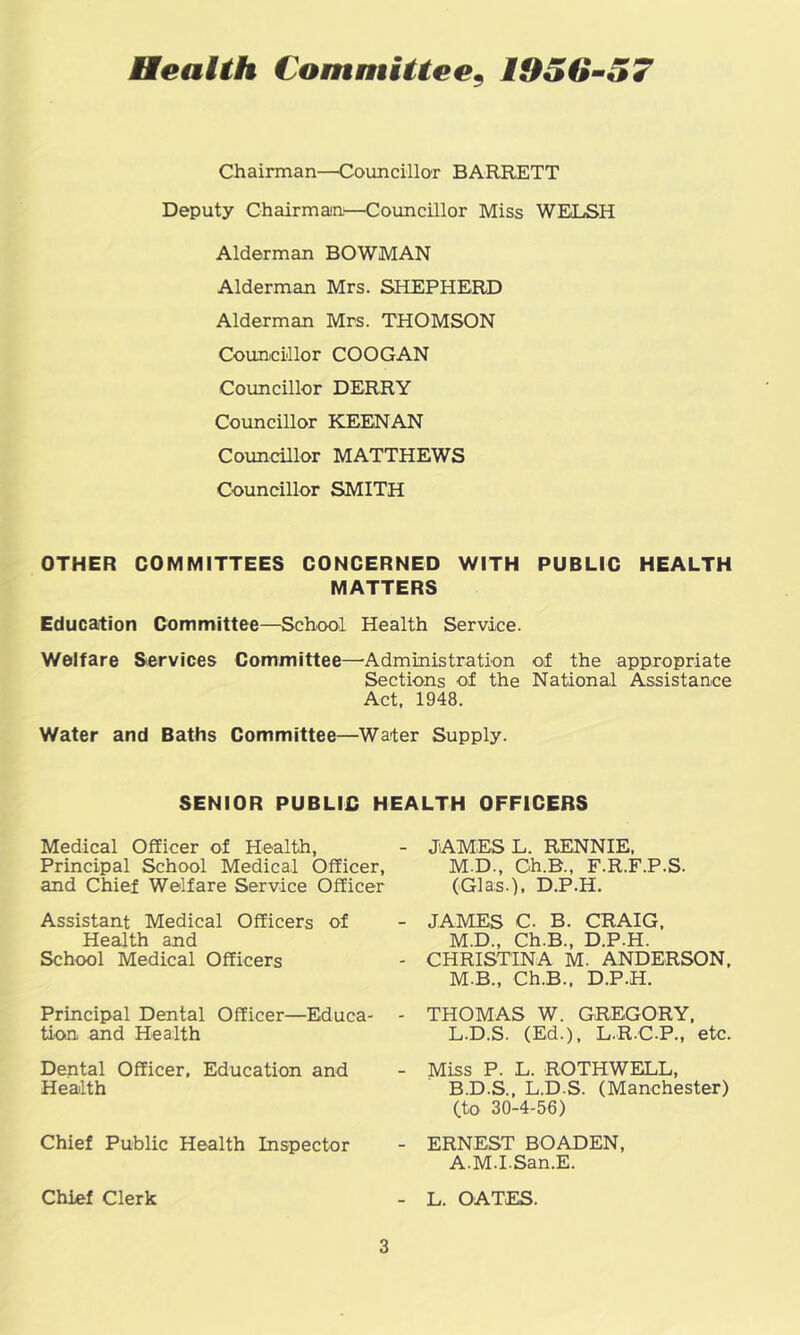 Health Committee, 1956-57
Chairman—Councillor BARRETT
Deputy Chairman—Councillor Miss WELSH
Alderman BOWMAN
Alderman Mrs. SHEPHERD
Alderman Mrs. THOMSON
Councillor COOGAN
Councillor DERRY
Councillor KEENAN
Councillor MATTHEWS
Councillor SMITH
OTHER COMMITTEES CONCERNED WITH PUBLIC HEALTH
MATTERS
Education Committee—School Health Service.
Welfare Services Committee—Administration of the appropriate
Sections of the National Assistance
Act, 1948.
Water and Baths Committee—Water Supply.
SENIOR PUBLIC HEALTH OFFICERS
Medical Officer of Health, - JAMES L. RENNIE,
Principal School Medical Officer, M.D., Ch.B., F.R.F.P.S.
and Chief Welfare Service Officer (Glas.), D.P.H.
Assistant Medical Officers of - JAMES C. B. CRAIG,
Health and M.D., Ch.B., D.P.H.
School Medical Officers - CHRISTINA M. ANDERSON,
M.B., Ch.B., D.P.H.
Principal Dental Officer—Educa- - THOMAS W. GREGORY,
tion and Health L.D.S. (Ed.), L.R.C.P., etc.
Dental Officer, Education and - Miss P. L. ROTHWELL,
Health B.D.S., L.D.S. (Manchester)
(to 30-4-56)
Chief Public Health Inspector - ERNEST BOADEN,
A.M.I.San.E.
Chief Clerk - L. OATES.
3